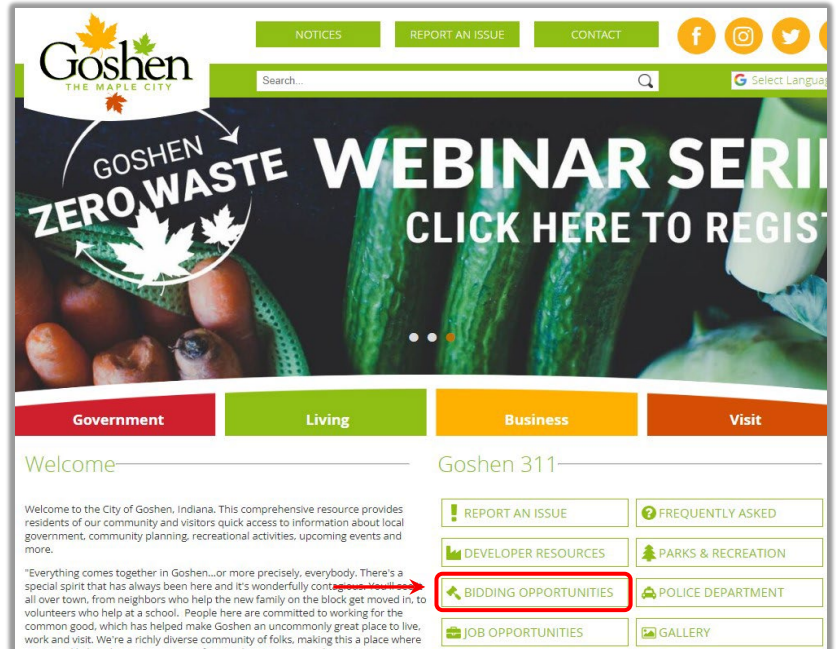 NOTICES
REPORT AN ISSUE
CONTACT
Goshen
THE MAPLE CITY
Search...
G Select Langua
GOSHEN
ZERO WASTE
WEBINAR SERI
CLICK HERE TO REGIS
Government
Living
Business
Visit
Welcome
Welcome to the City of Goshen, Indiana. This comprehensive resource provides
residents of our community and visitors quick access to information about local
government, community planning, recreational activities, upcoming events and
more.
"Everything comes together in Goshen...or more precisely, everybody. There's a
special spirit that has always been here and it's wonderfully contagious. You'll
all over town, from neighbors who help the new family on the block get moved in, to
volunteers who help at a school. People here are committed to working for the
common good, which has helped make Goshen an uncommonly great place to live,
work and visit. We're a richly diverse community of folks, making this a place where
Goshen 311
REPORT AN ISSUE
FREQUENTLY ASKED
DEVELOPER RESOURCES
PARKS & RECREATION
BIDDING OPPORTUNITIES
POLICE DEPARTMENT
JOB OPPORTUNITIES
GALLERY